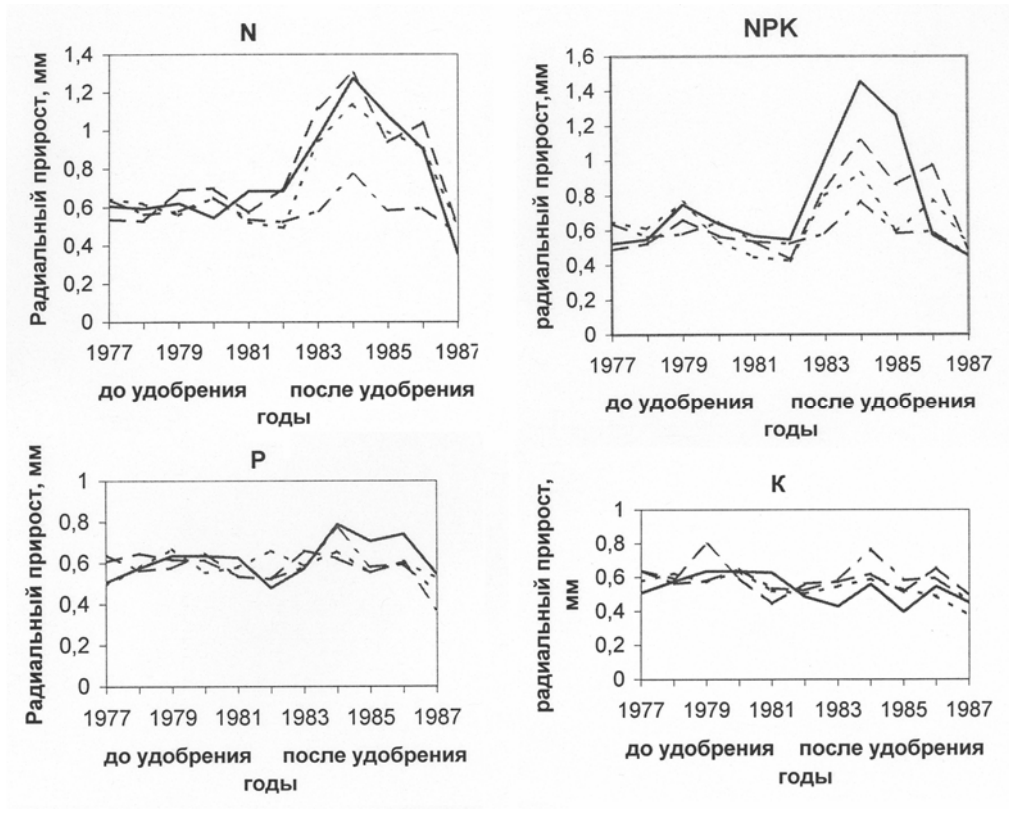 N
Радиальный прирост, мм
1,4
1,2
1
0,8
0,6
0,4
0,2
0
1977 1979 1981 1983 1985 1987
до удобрения после удобрения
годы
NPK
радиальный прирост,мм
1,6
1,4
1,2
1
0,8
0,6
0,4
0,2
0
1977 1979 1981 1983 1985 1987
до удобрения после удобрения
годы
P
Радиальный прирост, мм
1
0,8
0,6
0,4
0,2
0
1977 1979 1981 1983 1985 1987
до удобрения после удобрения
годы
К
радиальный прирост,
мм
1
0,8
0,6
0,4
0,2
0
1977 1979 1981 1983 1985 1987
до удобрения после удобрения
годы